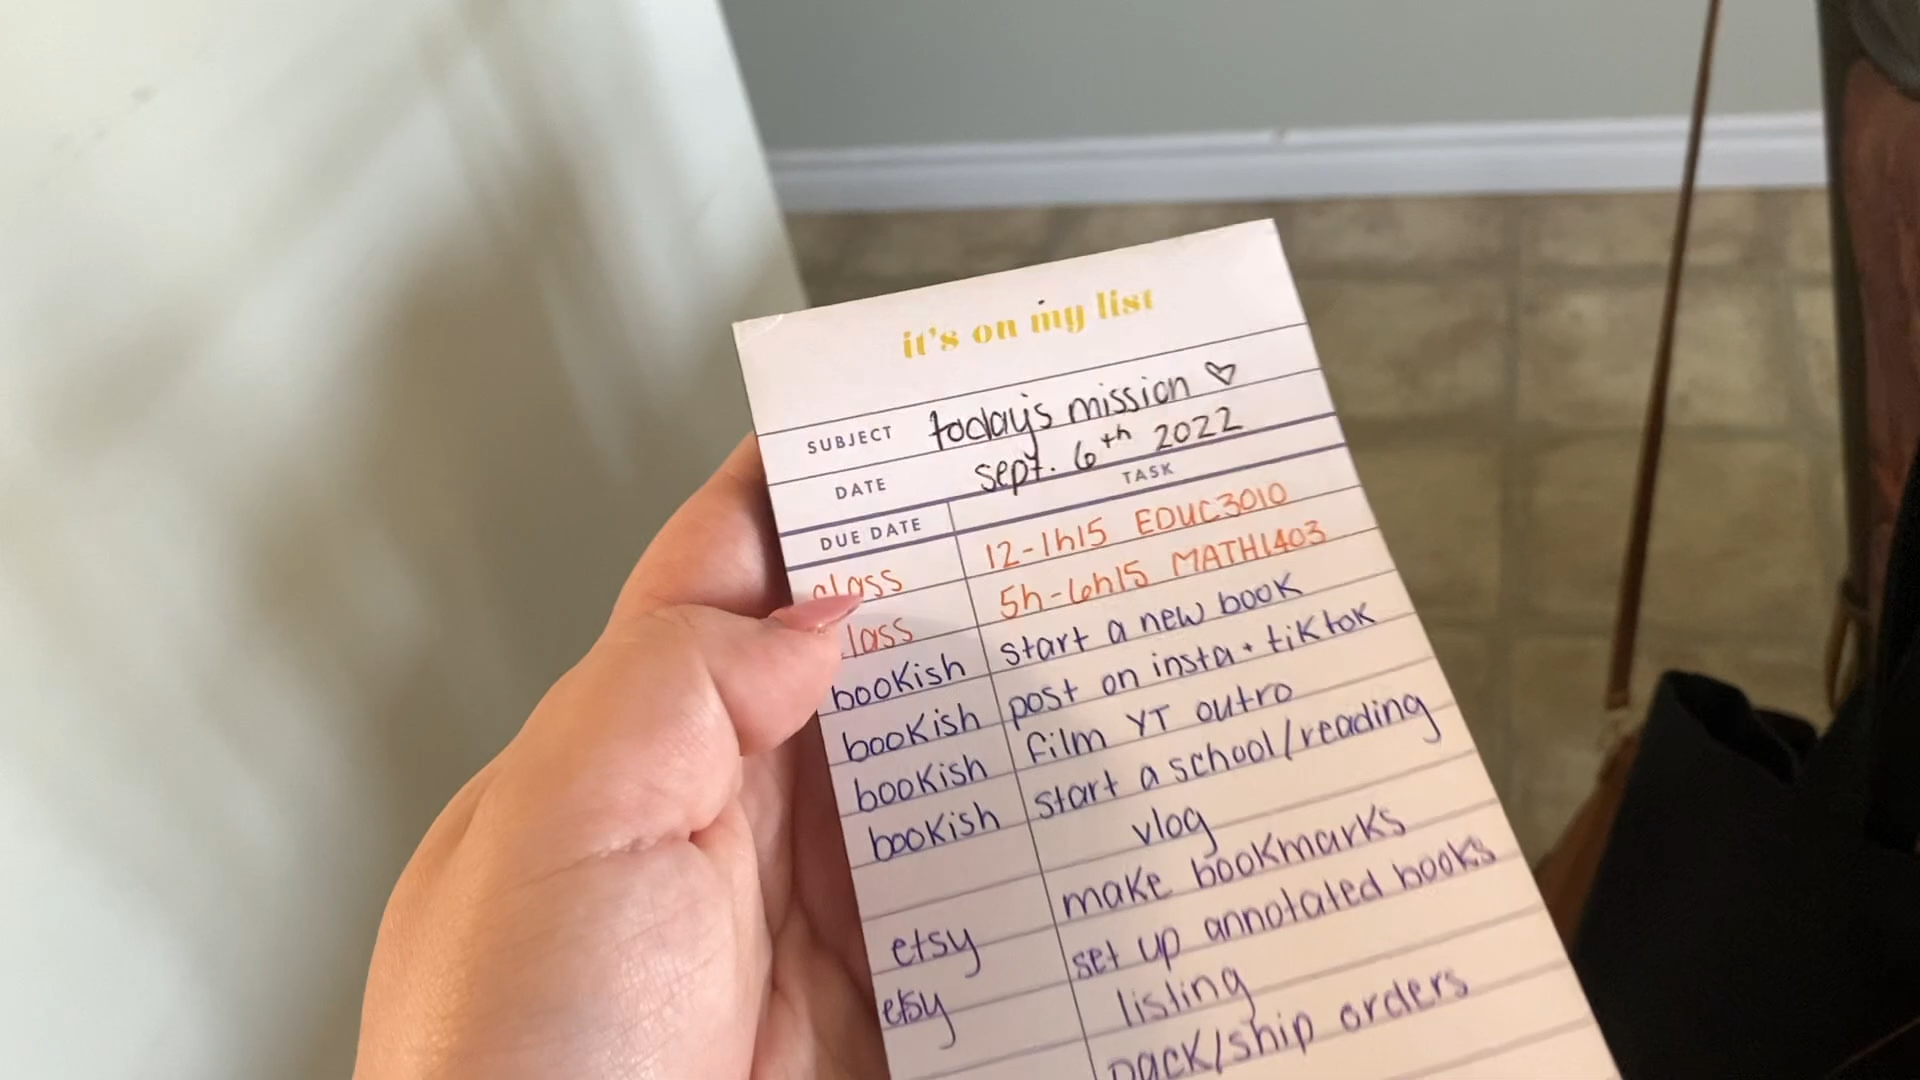 it's on my list
SUBJECT today's mission ♡
DATE sept. 6th 2022
DUE DATE TASK
class 12-1h15 EDUC3010
class 5h-6h15 MATH1403
bookish start a new book
bookish post on insta + tiktok
bookish film YT outro
bookish start a school/reading
vlog
etsy make bookmarks
etsy set up annotated books
listing
pack/ship orders